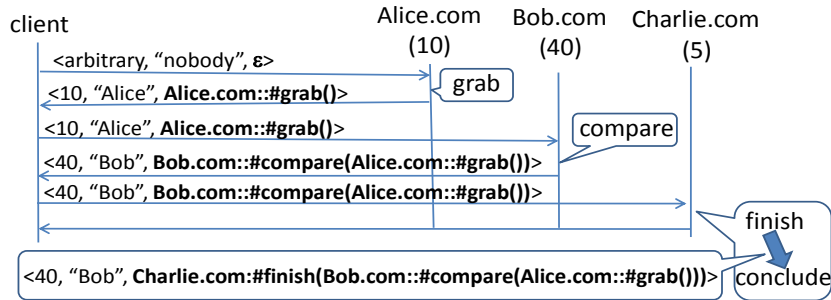 client
Alice.com
(10)
Bob.com
(40)
Charlie.com
(5)
<arbitrary, “nobody”, ε>
grab
<10, “Alice”, Alice.com::#grab()>
<10, “Alice”, Alice.com::#grab()>
compare
<40, “Bob”, Bob.com::#compare(Alice.com::#grab())>
<40, “Bob”, Bob.com::#compare(Alice.com::#grab())>
finish
<40, “Bob”, Charlie.com:#finish(Bob.com::#compare(Alice.com::#grab()))>
conclude